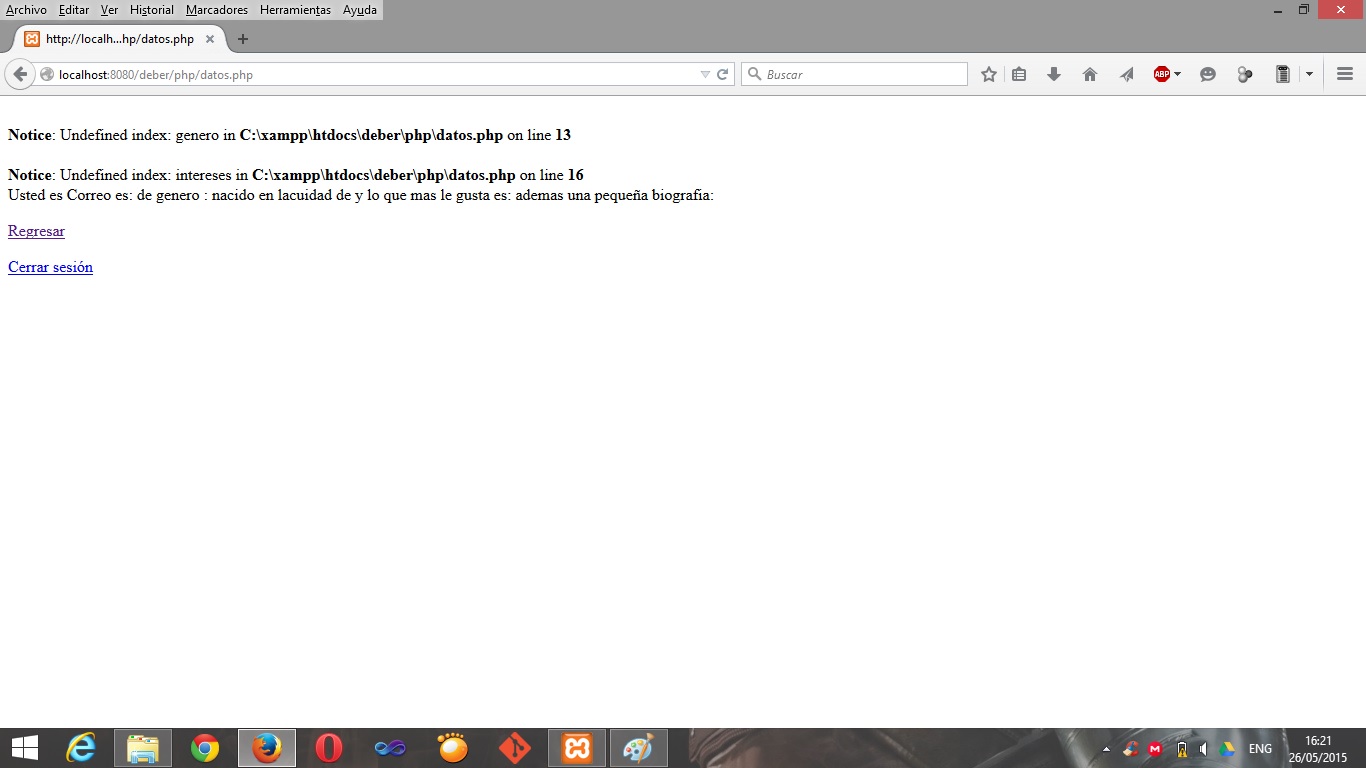 Archivo Editar Ver Historial Marcadores Herramientas Ayuda
http://localh...hp/datos.php
localhost:8080/deber/php/datos.php
Buscar
ABP
Notice: Undefined index: genero in C:\xampp\htdocs\deber\php\datos.php on line 13
Notice: Undefined index: intereses in C:\xampp\htdocs\deber\php\datos.php on line 16
Usted es Correo es: de genero : nacido en lacuidad de y lo que mas le gusta es: ademas una pequeña biografía:
Regresar
Cerrar sesión
ENG
16:21
26/05/2015